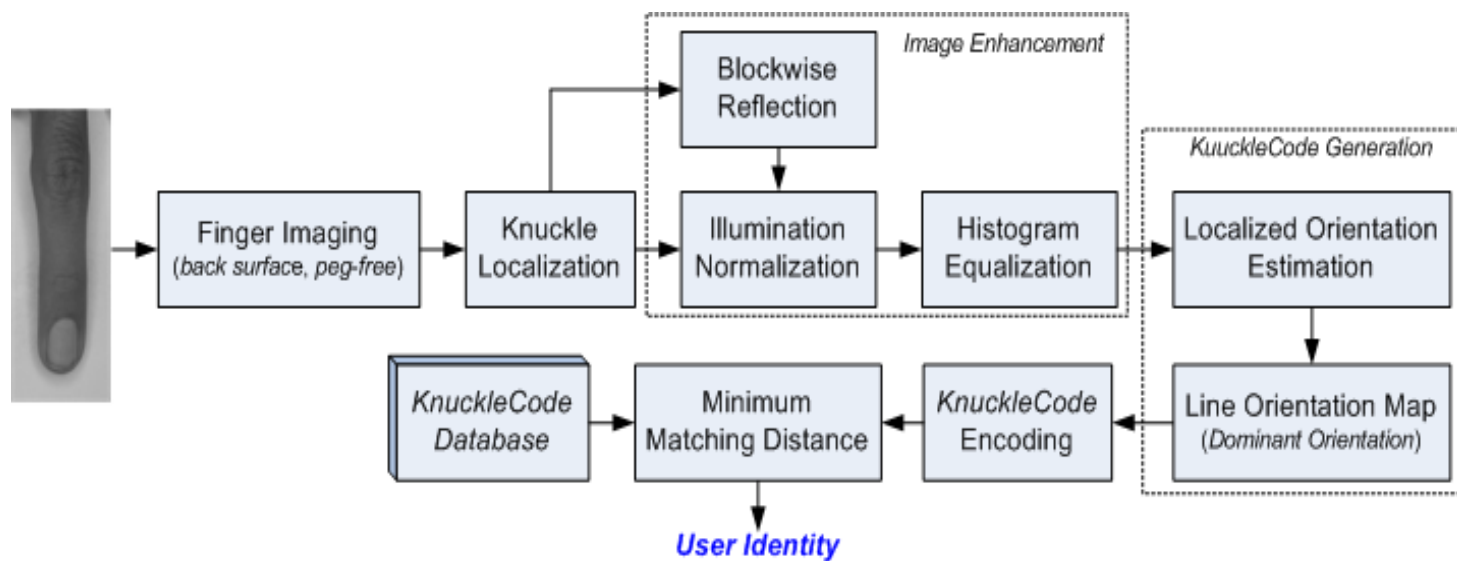 Image Enhancement
Blockwise
Reflection
KuuckleCode Generation
Finger Imaging
(back surface, peg-free)
Knuckle
Localization
Illumination
Normalization
Histogram
Equalization
Localized Orientation
Estimation
KnuckleCode
Database
Minimum
Matching Distance
KnuckleCode
Encoding
Line Orientation Map
(Dominant Orientation)
User Identity